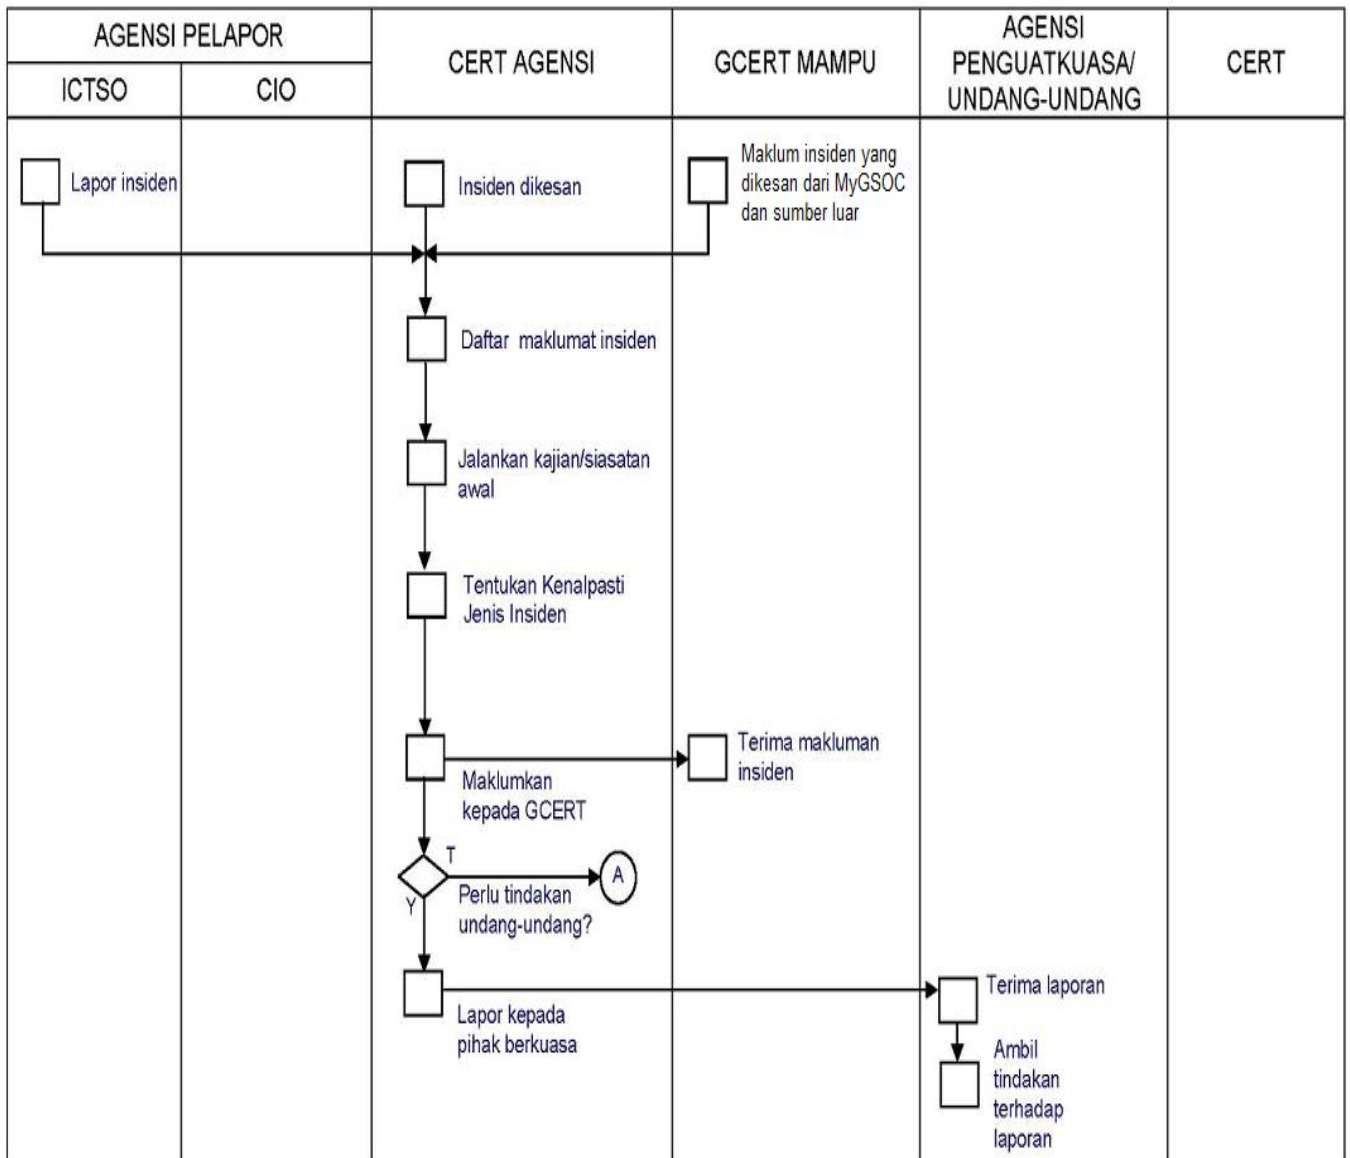 AGENSI PELAPOR
ICTSO
CIO
CERT AGENSI
GCERT MAMPU
AGENSI
PENGUATKUASA/
UNDANG-UNDANG
CERT
Lapor insiden
Insiden dikesan
Maklum insiden yang
dikesan dari MyGSOC
dan sumber luar
Daftar maklumat insiden
Jalankan kajian/siasatan
awal
Tentukan Kenalpasti
Jenis Insiden
Maklumkan
kepada GCERT
Terima makluman
insiden
T
A
Perlu tindakan
undang-undang?
Y
Lapor kepada
pihak berkuasa
Terima laporan
Ambil
tindakan
terhadap
laporan